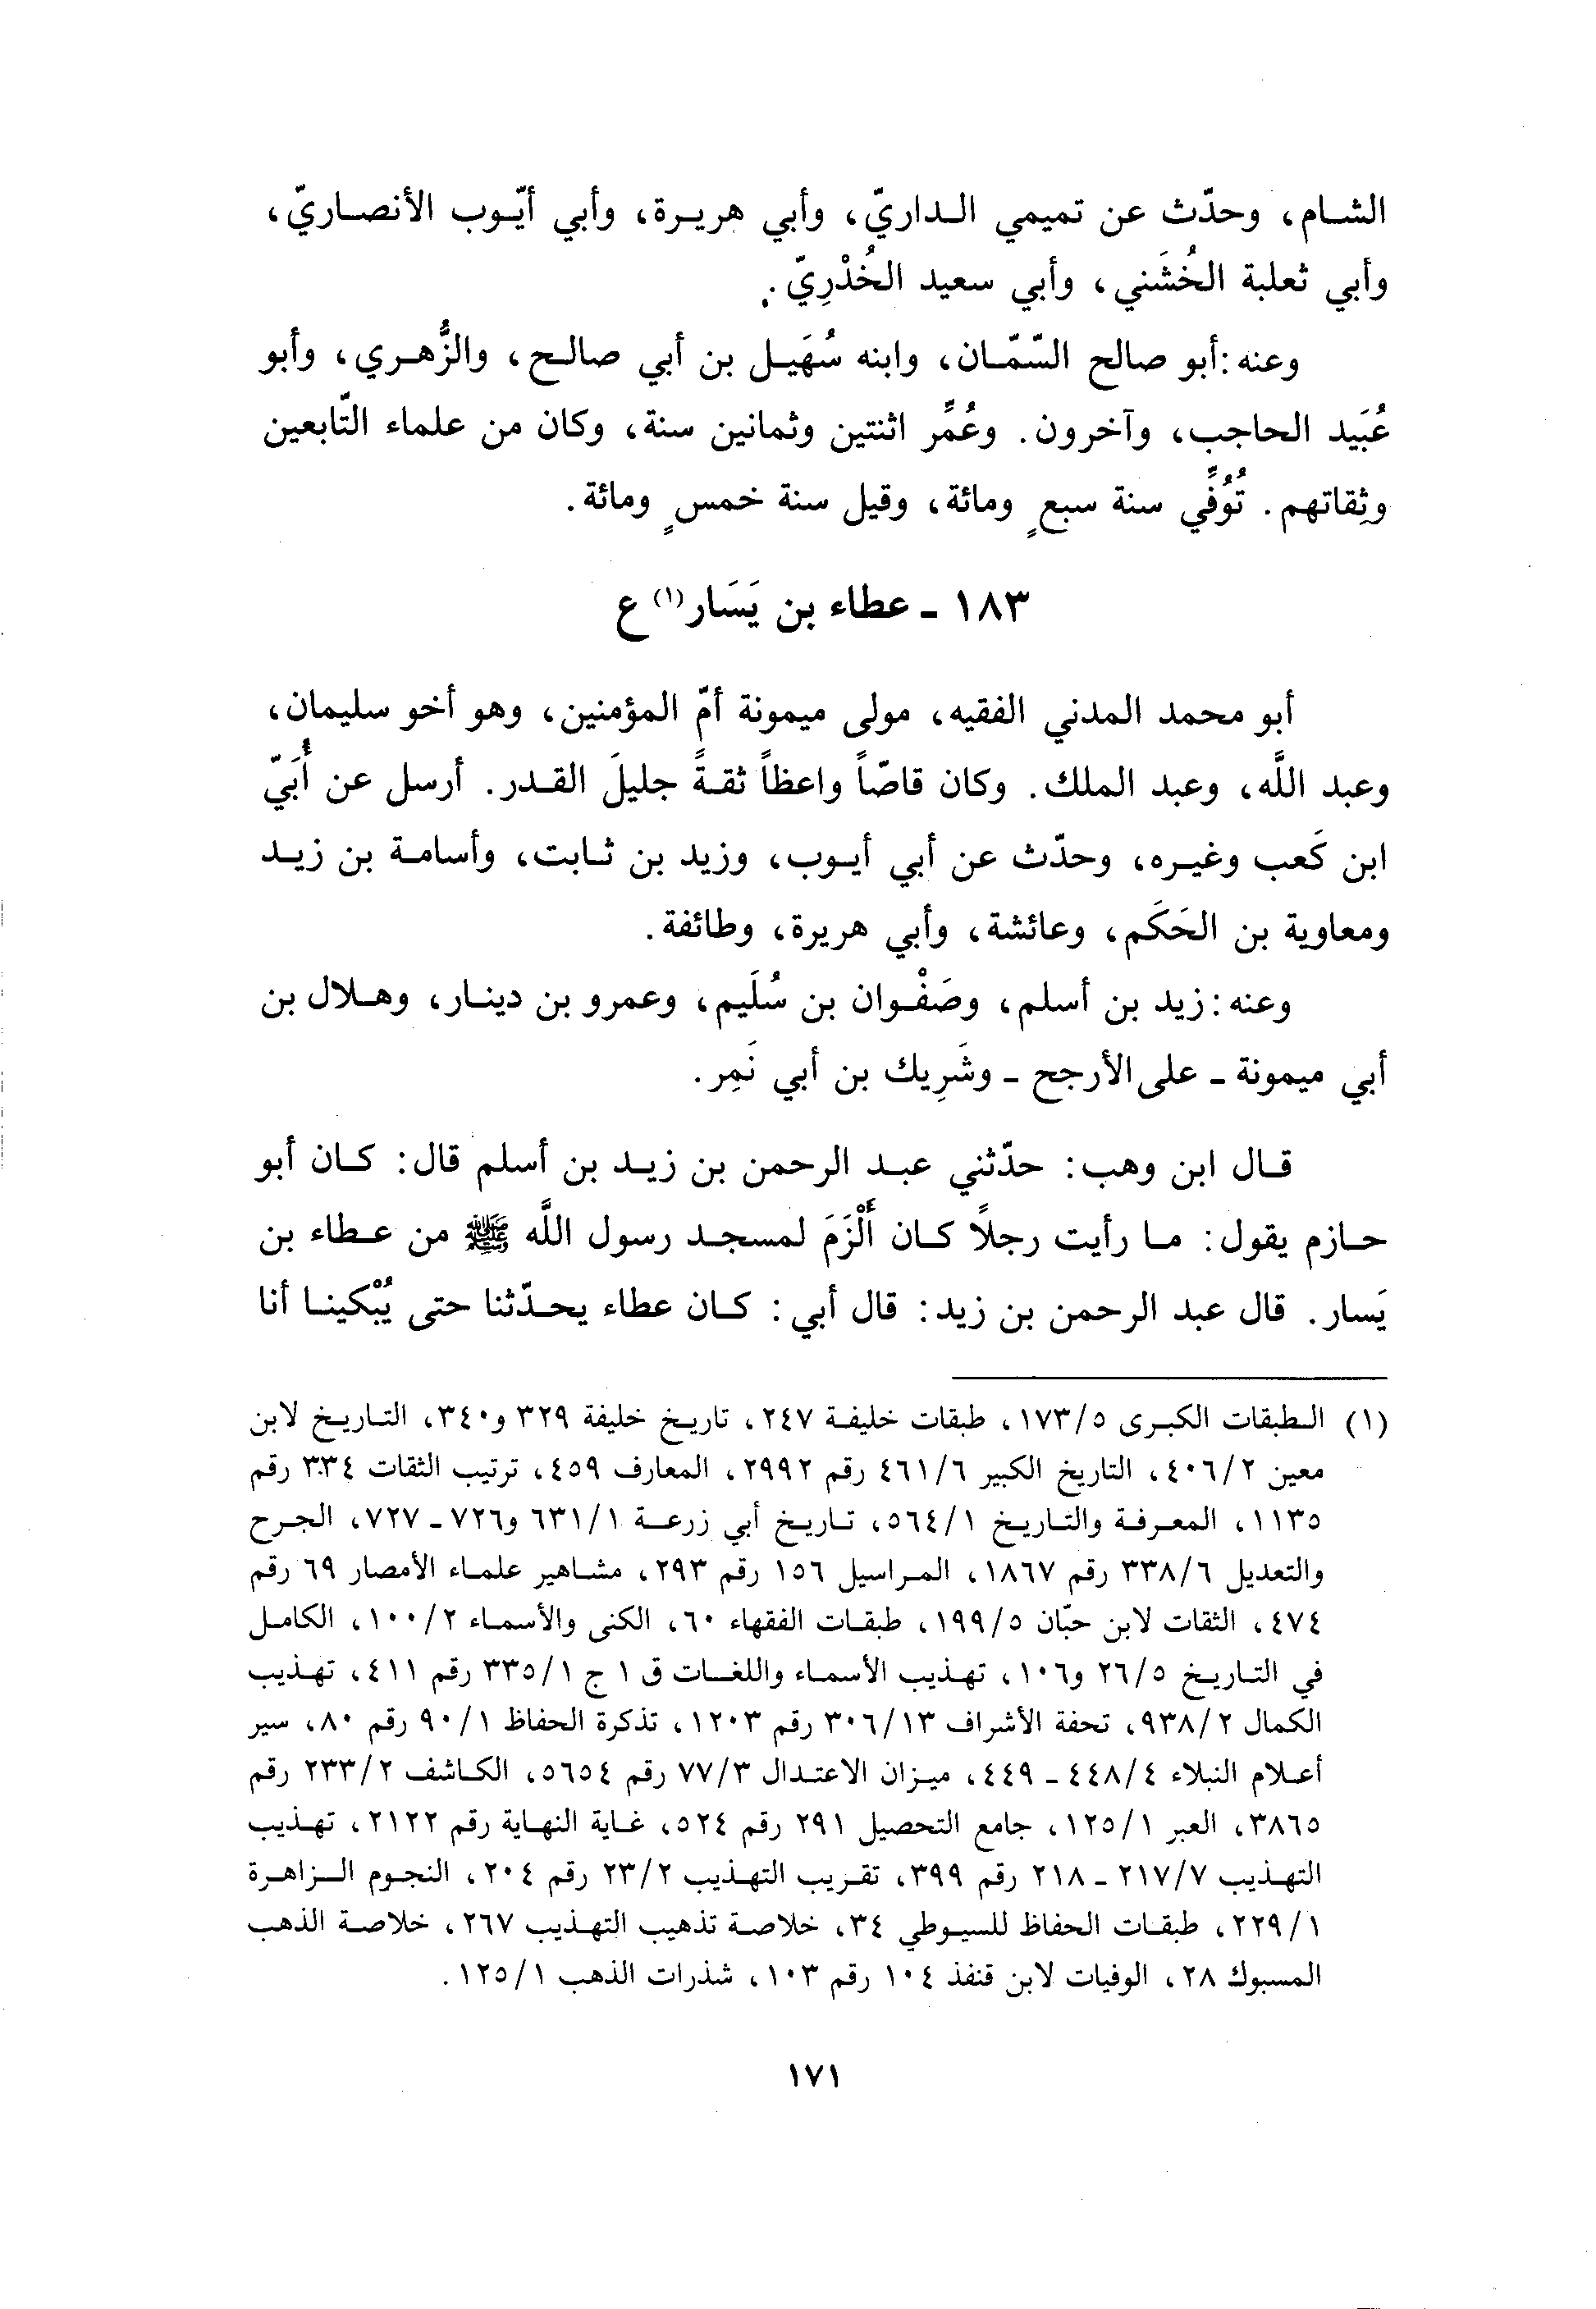 الشام، وحدّث عن تميمي الداريّ، وأبي هريرة، وأبي أيّوب الأنصاريّ،
وأبي ثعلبة الخُشَني، وأبي سعيد الخُدْرِيّ.
وعنه: أبو صالح السّمّان، وابنه سُهَيل بن أبي صالح، والزُّهري، وأبو
عُبَيد الحاجب، وآخرون. وعُمِّر اثنتين وثمانين سنة، وكان من علماء التّابعين
وثِقاتهم. تُوُفِّي سنة سبعٍ ومائة، وقيل سنة خمسٍ ومائة.
١٨٣ ـ عطاء بن يَسَار(١) ع
أبو محمد المدني الفقيه، مولى ميمونة أمّ المؤمنين، وهو أخو سليمان،
وعبد اللَّه، وعبد الملك. وكان قاصّاً واعظاً ثقةً جليلَ القدر. أرسل عن أُبَيّ
ابن كَعب وغيره، وحدّث عن أبي أيوب، وزيد بن ثابت، وأسامة بن زيد
ومعاوية بن الحَكَم، وعائشة، وأبي هريرة، وطائفة.
وعنه: زيد بن أسلم، وصَفْوان بن سُلَيم، وعمرو بن دينار، وهلال بن
أبي ميمونة ـ على الأرجح ـ وشَرِيك بن أبي نَمِر.
قال ابن وهب: حدّثني عبد الرحمن بن زيد بن أسلم قال: كان أبو
حازم يقول: ما رأيت رجلاً كان أَلْزَمَ لمسجد رسول اللَّه ﷺ من عطاء بن
يَسار. قال عبد الرحمن بن زيد: قال أبي: كان عطاء يحدّثنا حتى يُبْكينا أنا
(١) الطبقات الكبرى ١٧٣/٥، طبقات خليفة ٢٤٧، تاريخ خليفة ٣٢٩ و٣٤٠، التاريخ لابن
معين ٤٠٦/٢، التاريخ الكبير ٤٦١/٦ رقم ٢٩٩٢، المعارف ٤٥٩، ترتيب الثقات ٣٣٤ رقم
١١٣٥، المعرفة والتاريخ ٥٦٤/١، تاريخ أبي زرعة ٦٣١/١ و٧٢٦ ـ ٧٢٧، الجرح
والتعديل ٣٣٨/٦ رقم ١٨٦٧، المراسيل ١٥٦ رقم ٢٩٣، مشاهير علماء الأمصار ٦٩ رقم
٤٧٤، الثقات لابن حبّان ١٩٩/٥، طبقات الفقهاء ٦٠، الكنى والأسماء ١٠٠/٢، الكامل
في التاريخ ٢٦/٥ و١٠٦، تهذيب الأسماء واللغات ق ١ ج ٣٣٥/١ رقم ٤١١، تهذيب
الكمال ٩٣٨/٢، تحفة الأشراف ٣٠٦/١٣ رقم ١٢٠٣، تذكرة الحفاظ ٩٠/١ رقم ٨٠، سير
أعلام النبلاء ٤٤٨/٤ ـ ٤٤٩، ميزان الاعتدال ٧٧/٣ رقم ٥٦٥٤، الكاشف ٢٣٣/٢ رقم
٣٨٦٥، العبر ١٢٥/١، جامع التحصيل ٢٩١ رقم ٥٢٤، غاية النهاية رقم ٢١٢٢، تهذيب
التهذيب ٢١٧/٧ ـ ٢١٨ رقم ٣٩٩، تقريب التهذيب ٢٣/٢ رقم ٢٠٤، النجوم الزاهرة
٢٢٩/١، طبقات الحفاظ للسيوطي ٣٤، خلاصة تذهيب التهذيب ٢٦٧، خلاصة الذهب
المسبوك ٢٨، الوفيات لابن قنفذ ١٠٤ رقم ١٠٣، شذرات الذهب ١٢٥/١.
١٧١